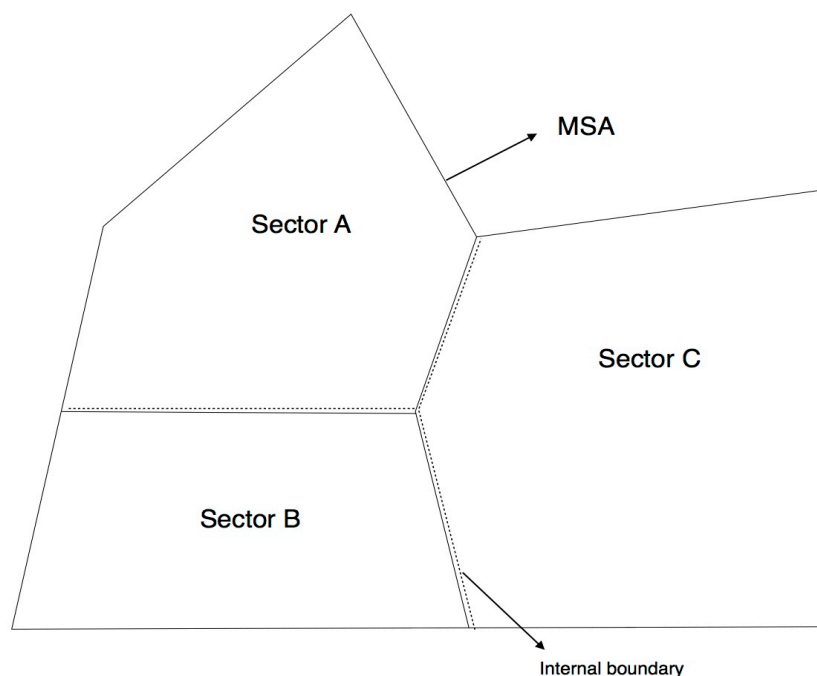 MSA
Sector A
Sector C
Sector B
Internal boundary